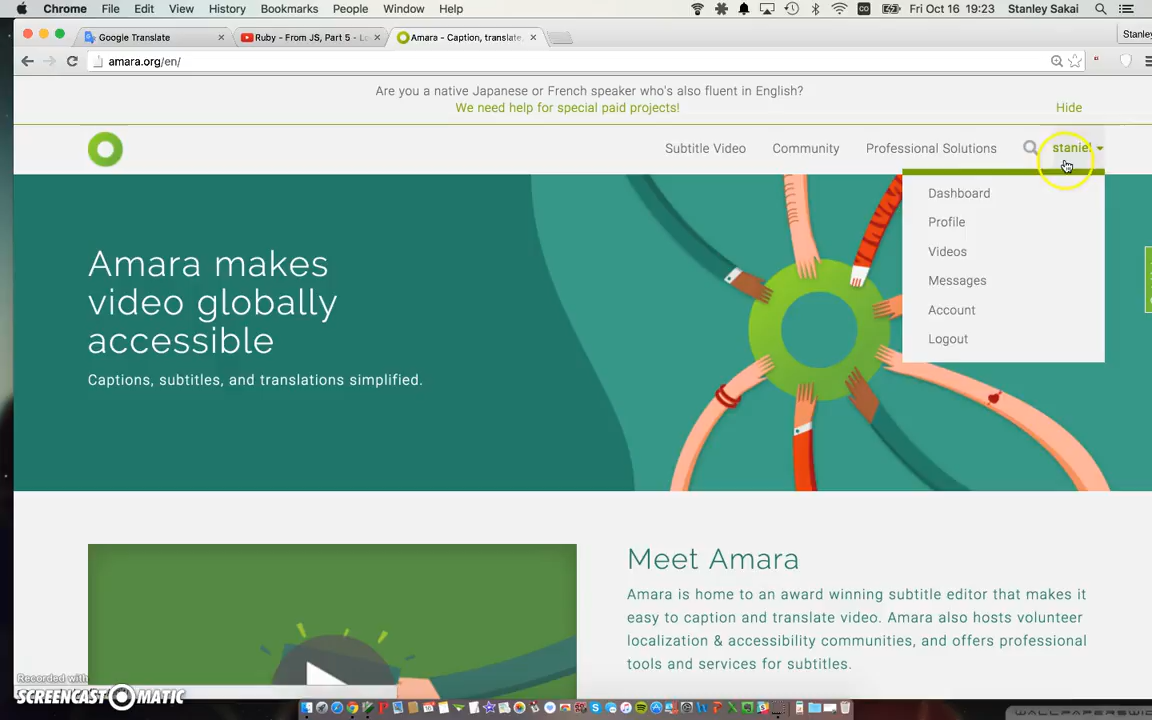 Chrome File Edit View History Bookmarks People Window Help Fri Oct 16 19:23 Stanley Sakai
Google Translate
Ruby - From JS, Part 5 - Lo
Amara - Caption, translate,
Stanley
amara.org/en/
Are you a native Japanese or French speaker who's also fluent in English?
We need help for special paid projects!
Hide
Subtitle Video Community Professional Solutions
Dashboard
Profile
Videos
Messages
Account
Logout
Amara makes
video globally
accessible
Captions, subtitles, and translations simplified.
Meet Amara
Amara is home to an award winning subtitle editor that makes it
easy to caption and translate video. Amara also hosts volunteer
localization & accessibility communities, and offers professional
tools and services for subtitles.
Recorded with
SCREENCAST-O-MATIC